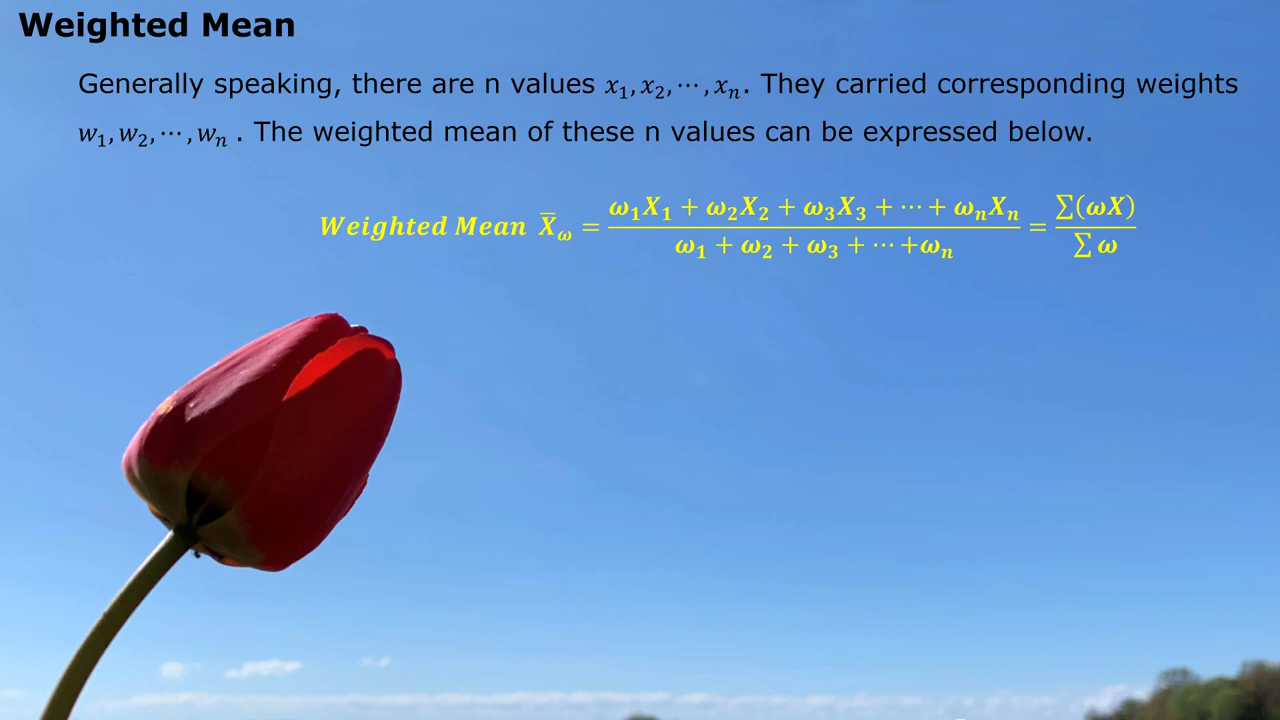 Weighted Mean
Generally speaking, there are n values x₁, x₂, ⋯ , xₙ. They carried corresponding weights
w₁, w₂, ⋯ , wₙ . The weighted mean of these n values can be expressed below.
Weighted Mean X̄_ω = (ω₁X₁ + ω₂X₂ + ω₃X₃ + ⋯ + ωₙXₙ) / (ω₁ + ω₂ + ω₃ + ⋯ +ωₙ) = ∑(ωX) / ∑ ω